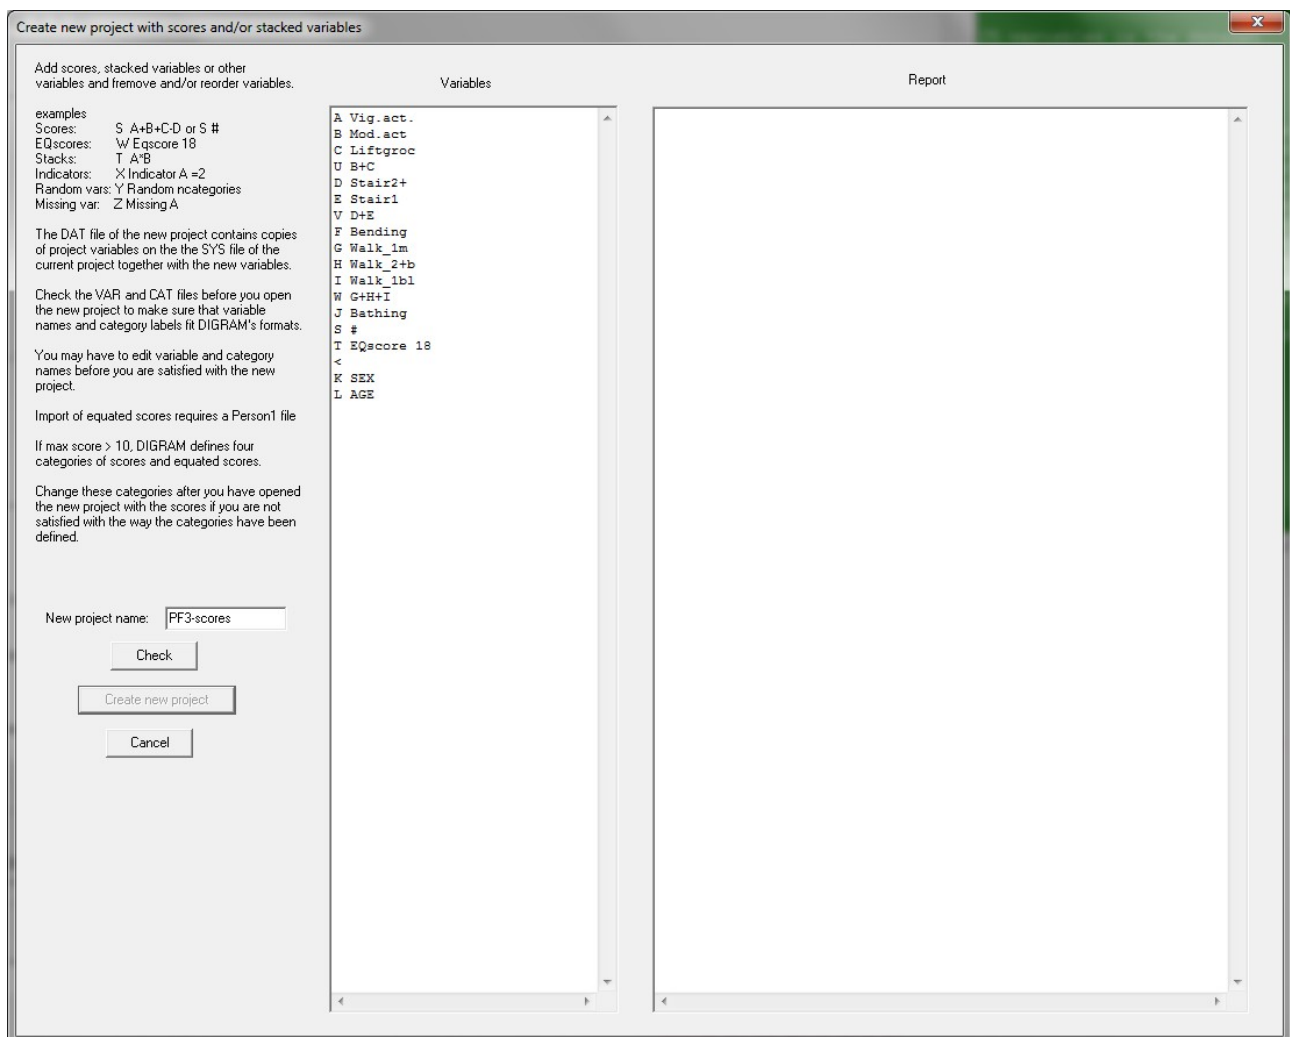 Create new project with scores and/or stacked variables
Add scores, stacked variables or other
variables and fremove and/or reorder variables.
examples
Scores: S A+B+C-D or S #
EQscores: W Eqscore 18
Stacks: T A*B
Indicators: X Indicator A =2
Random vars: Y Random ncategories
Missing var: Z Missing A
The DAT file of the new project contains copies
of project variables on the the SYS file of the
current project together with the new variables.
Check the VAR and CAT files before you open
the new project to make sure that variable
names and category labels fit DIGRAM's formats.
You may have to edit variable and category
names before you are satisfied with the new
project.
Import of equated scores requires a Person1 file
If max score > 10, DIGRAM defines four
categories of scores and equated scores.
Change these categories after you have opened
the new project with the scores if you are not
satisfied with the way the categories have been
defined.
New project name: PF3-scores
Check
Create new project
Cancel
Variables
A Vig.act.
B Mod.act
C Liftgroc
U B+C
D Stair2+
E Stair1
V D+E
F Bending
G Walk_1m
H Walk_2+b
I Walk_1bl
W G+H+I
J Bathing
S #
T EQscore 18
<
K SEX
L AGE
Report